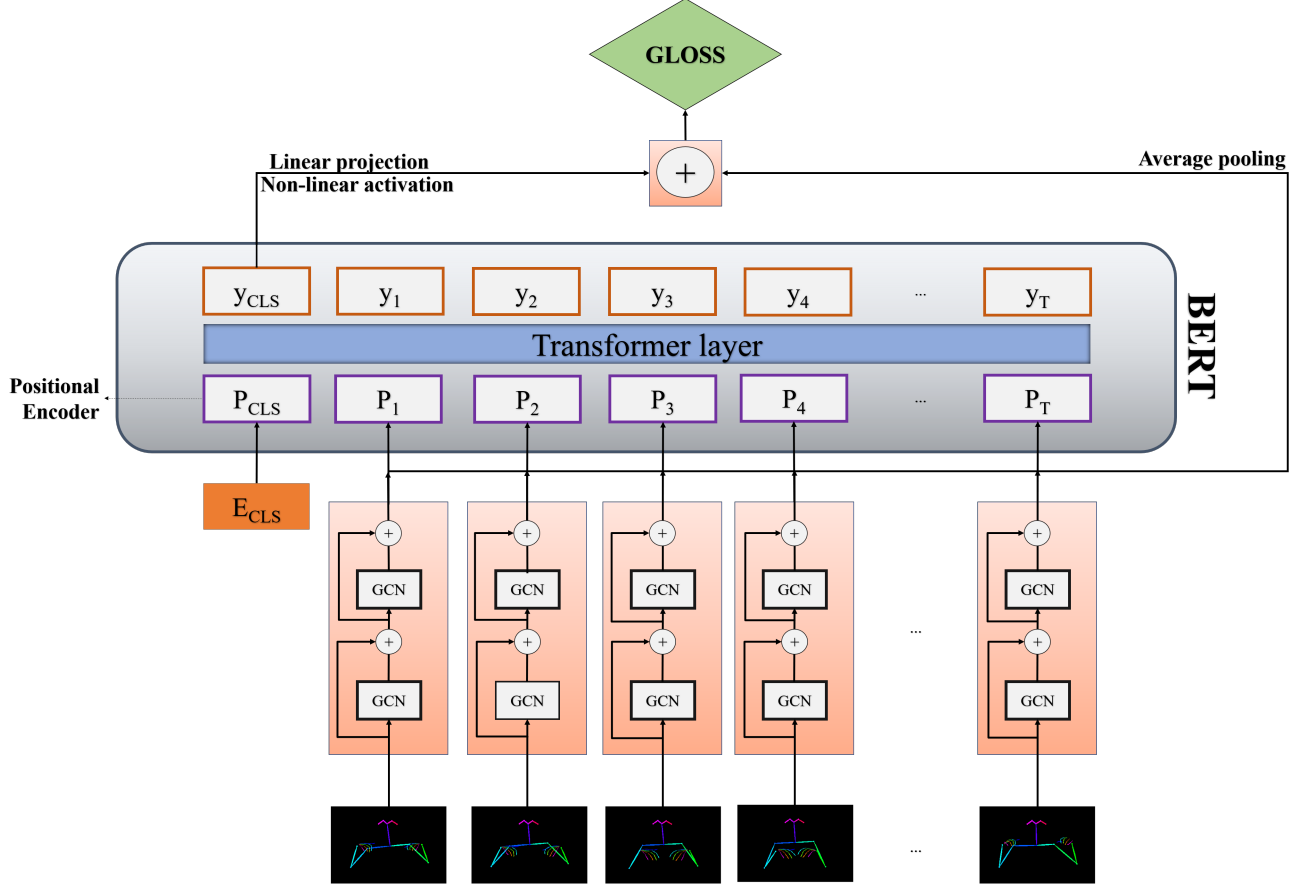 GLOSS
+
Linear projection
Non-linear activation
Average pooling
y_CLS y_1 y_2 y_3 y_4 ... y_T
Transformer layer
BERT
Positional
Encoder
P_CLS P_1 P_2 P_3 P_4 ... P_T
E_CLS
+ + + + +
GCN GCN GCN GCN GCN
...
+ + + + +
GCN GCN GCN GCN GCN
...